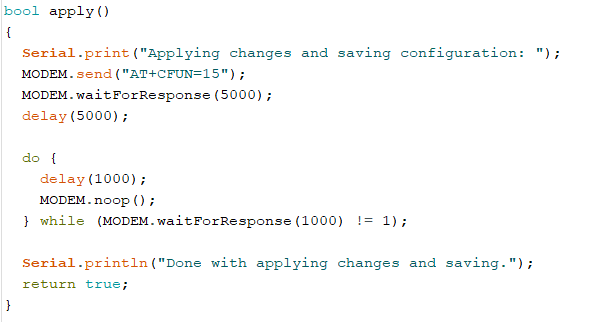 bool apply()
{
  Serial.print("Applying changes and saving configuration: ");
  MODEM.send("AT+CFUN=15");
  MODEM.waitForResponse(5000);
  delay(5000);

  do {
    delay(1000);
    MODEM.noop();
  } while (MODEM.waitForResponse(1000) != 1);

  Serial.println("Done with applying changes and saving.");
  return true;
}